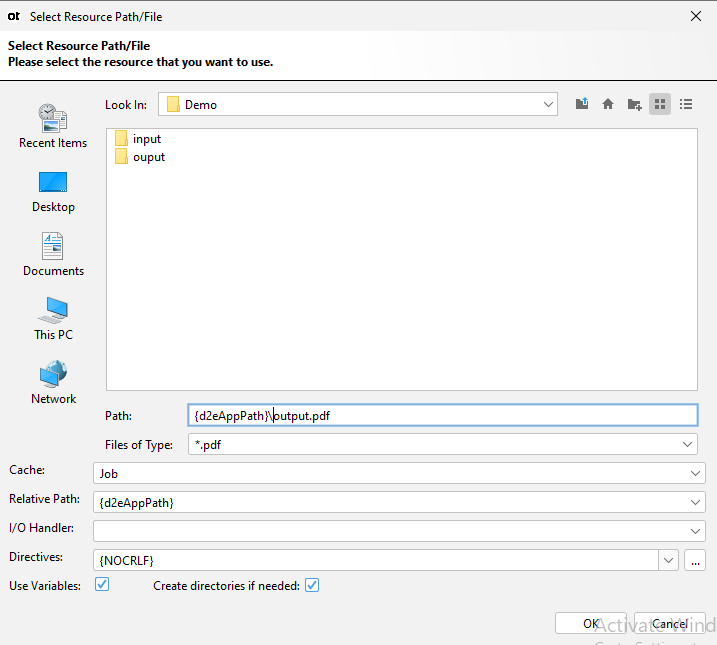 ot Select Resource Path/File
Select Resource Path/File
Please select the resource that you want to use.
Look In: Demo
Recent Items
Desktop
Documents
This PC
Network
input
ouput
Path: {d2eAppPath}\output.pdf
Files of Type: *.pdf
Cache: Job
Relative Path: {d2eAppPath}
I/O Handler:
Directives: {NOCRLF} ...
Use Variables: Create directories if needed:
OK Cancel
Activate Wind